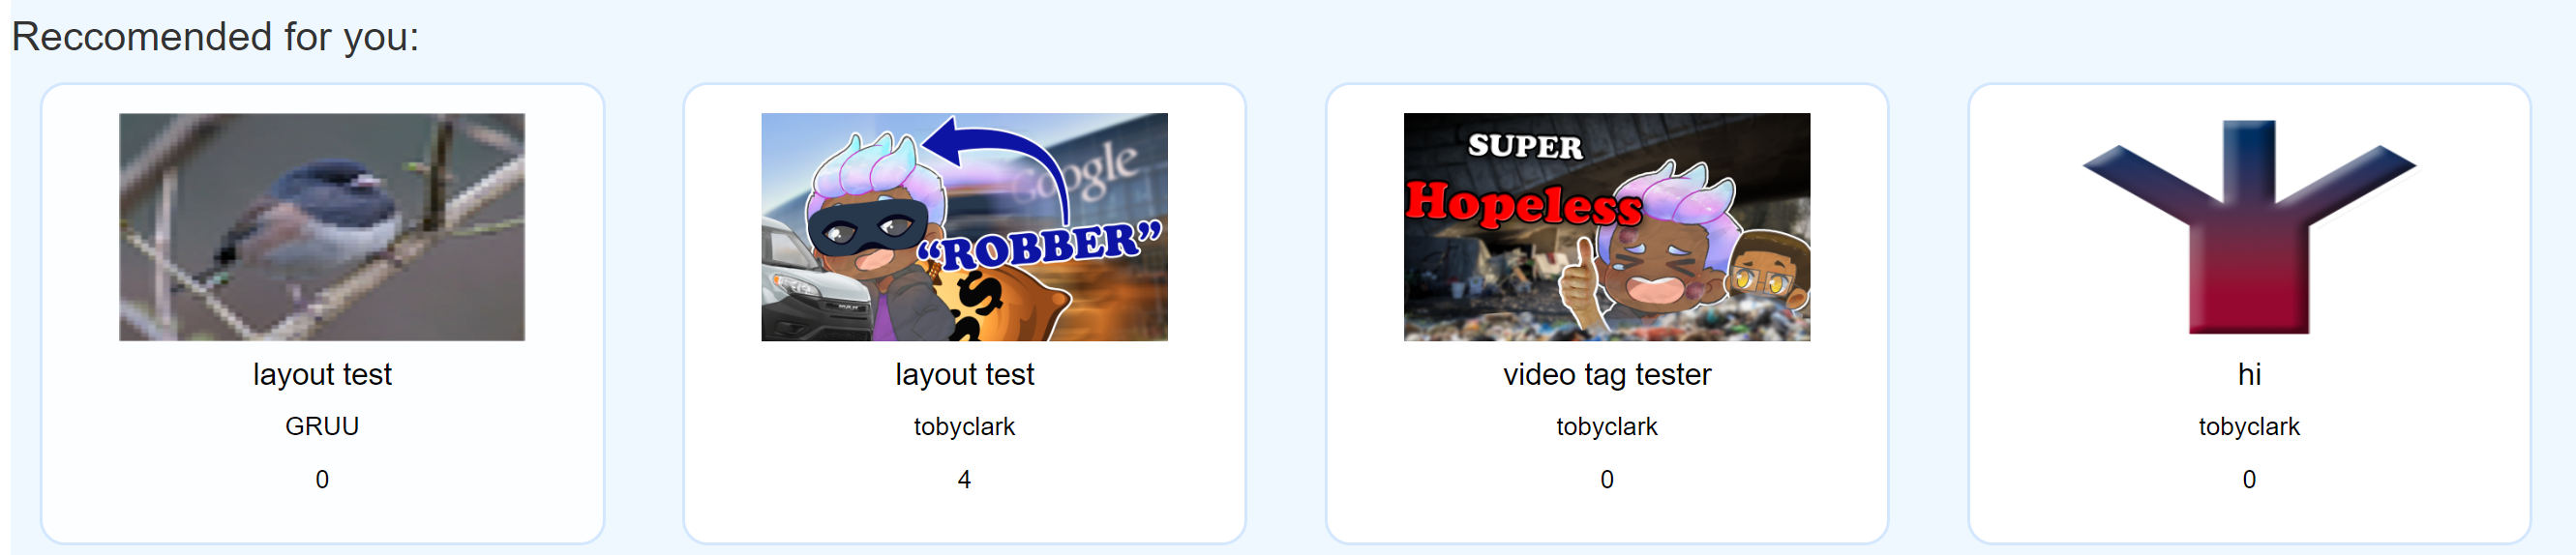 Reccomended for you:
Google
"ROBBER"
$
$
SUPER
Hopeless
layout test
layout test
video tag tester
hi
GRUU
tobyclark
tobyclark
tobyclark
0
4
0
0